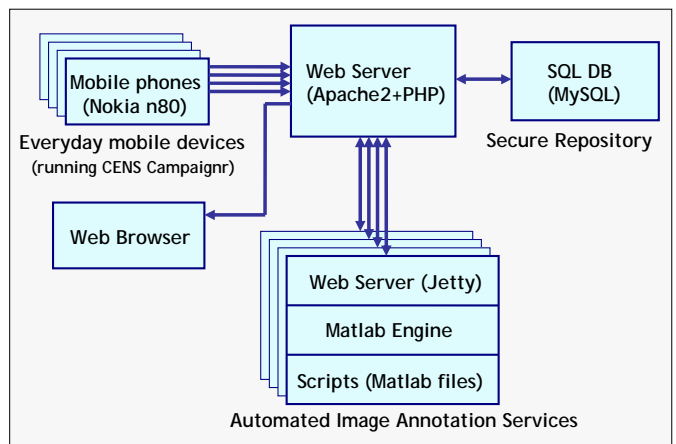 Mobile phones
(Nokia n80)
Everyday mobile devices
(running CENS Campaignr)
Web Server
(Apache2+PHP)
SQL DB
(MySQL)
Secure Repository
Web Browser
Web Server (Jetty)
Matlab Engine
Scripts (Matlab files)
Automated Image Annotation Services